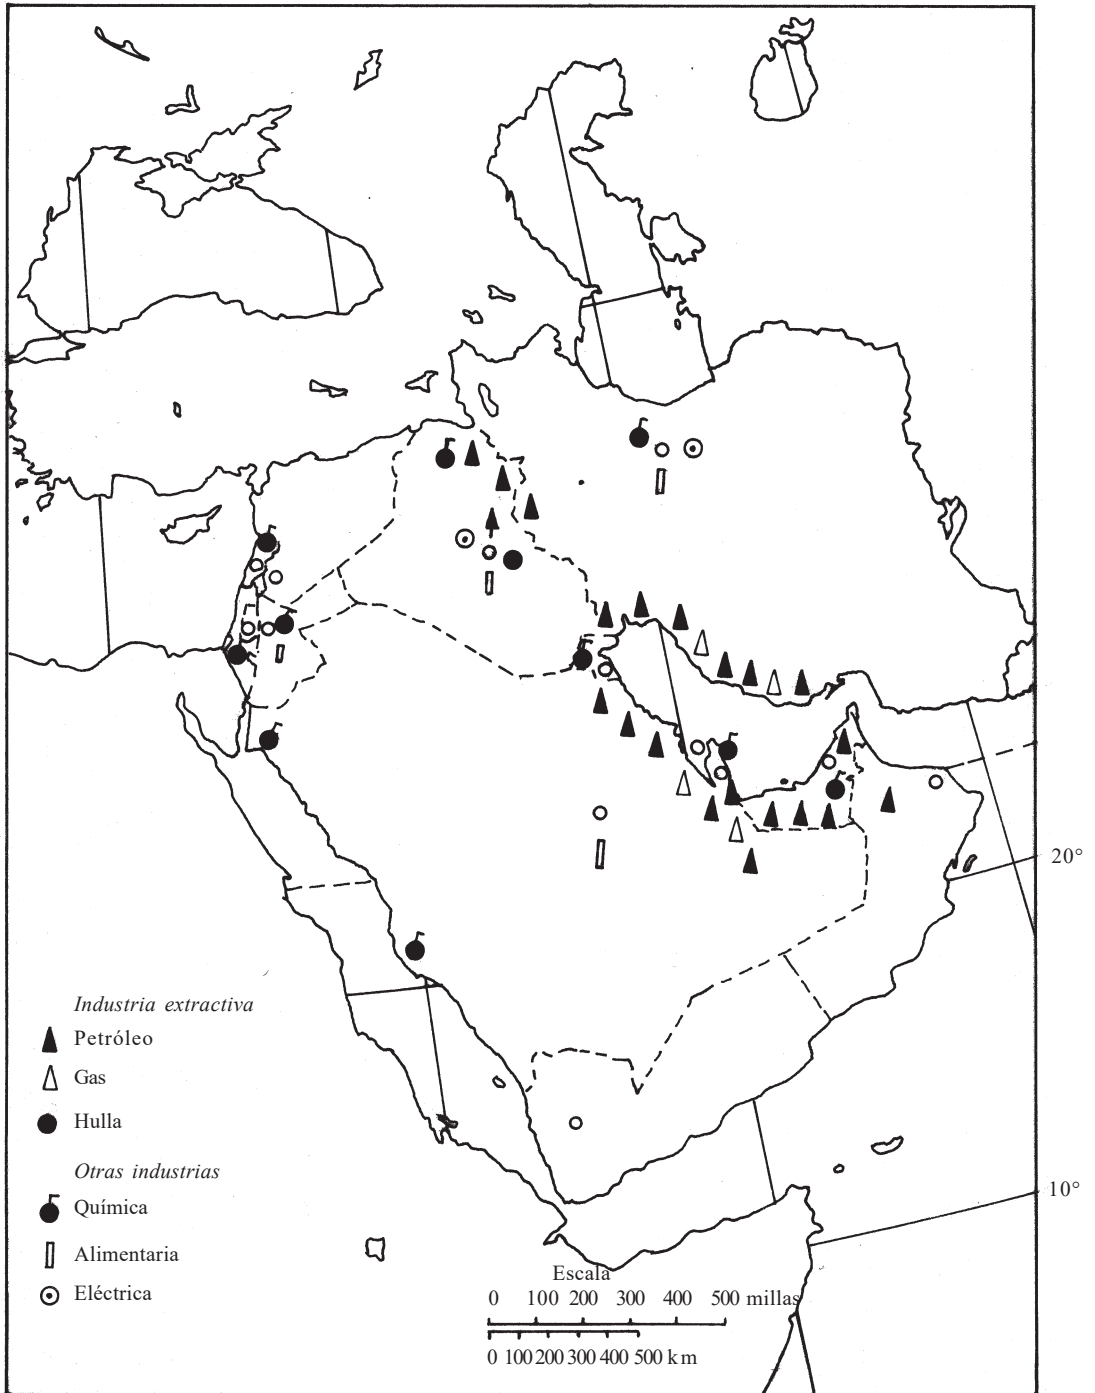 20°
Industria extractiva
Petróleo
Gas
Hulla
Otras industrias
Química
10°
Alimentaria
Eléctrica
Escala
0 100 200 300 400 500 millas
0 100 200 300 400 500 km